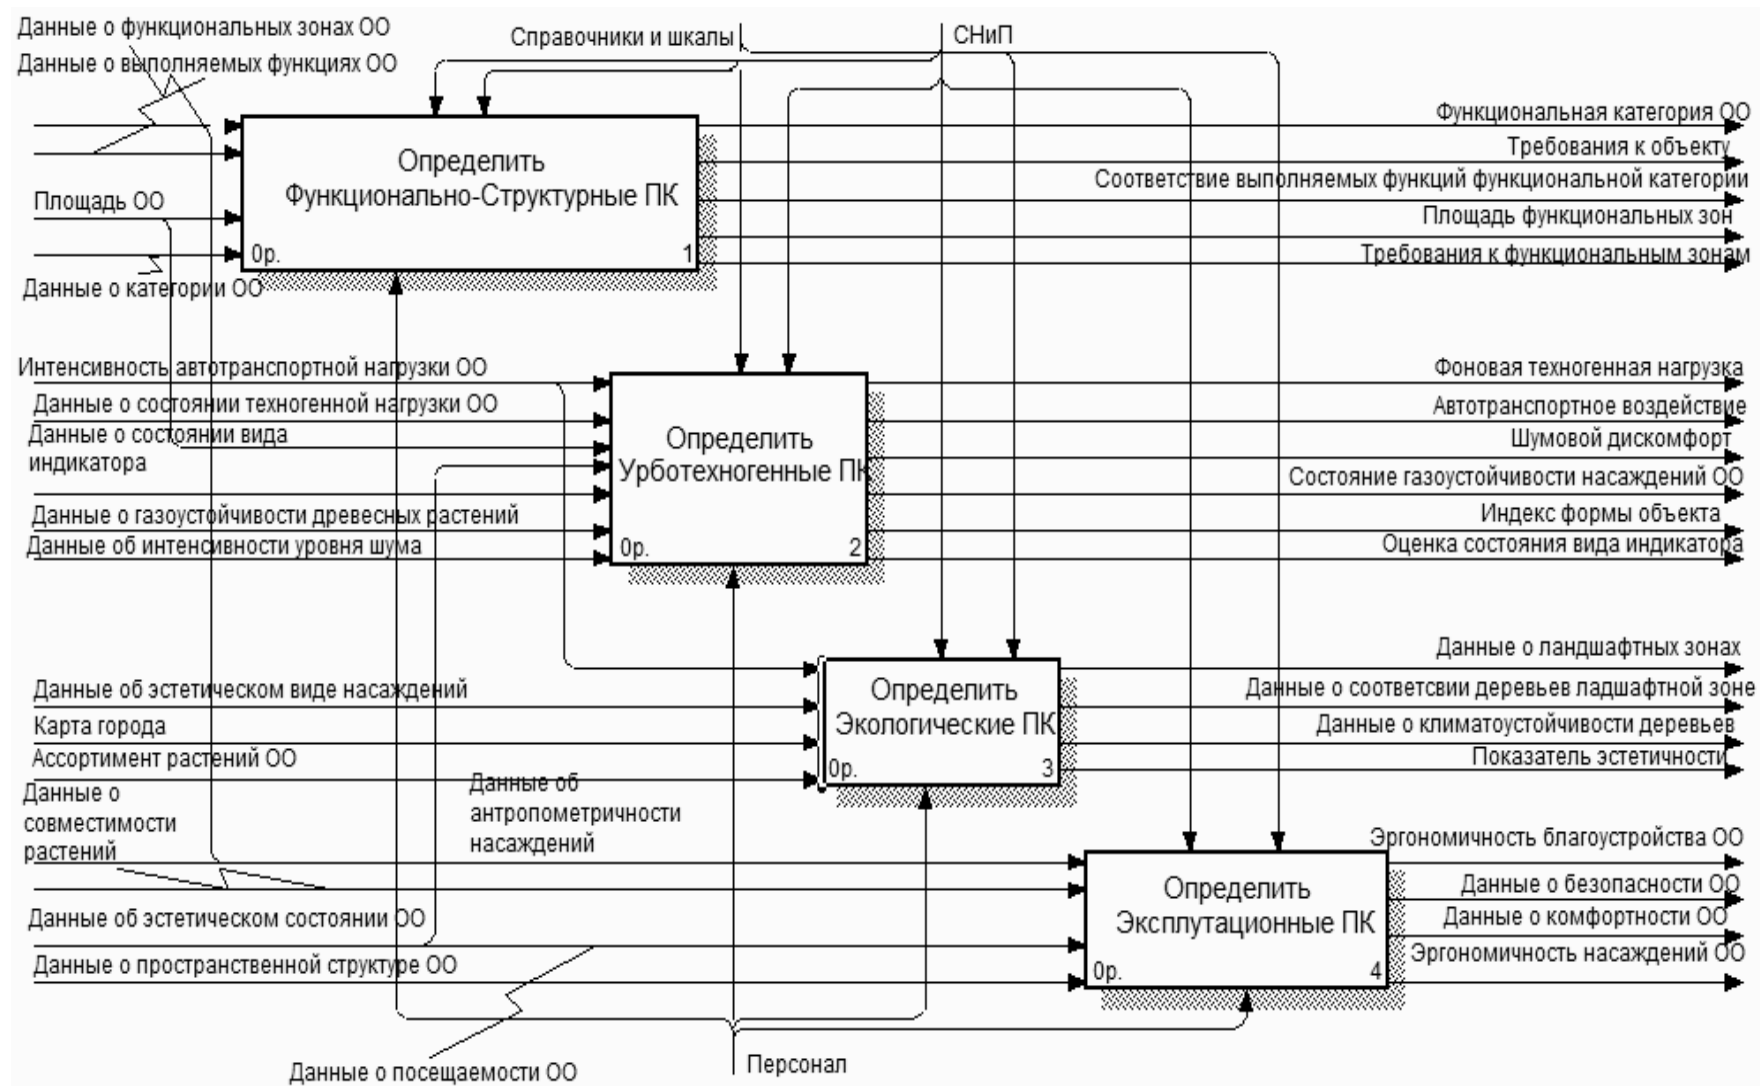 Данные о функциональных зонах ОО
Данные о выполняемых функциях ОО
Справочники и шкалы
СНиП
Площадь ОО
Данные о категории ОО
Определить
Функционально-Структурные ПК
0р.
1
Функциональная категория ОО
Требования к объекту
Соответствие выполняемых функций функциональной категории
Площадь функциональных зон
Требования к функциональным зонам
Интенсивность автотранспортной нагрузки ОО
Данные о состоянии техногенной нагрузки ОО
Данные о состоянии вида
индикатора
Данные о газоустойчивости древесных растений
Данные об интенсивности уровня шума
Определить
Урботехногенные ПК
0р.
2
Фоновая техногенная нагрузка
Автотранспортное воздействие
Шумовой дискомфорт
Состояние газоустойчивости насаждений ОО
Индекс формы объекта
Оценка состояния вида индикатора
Данные об эстетическом виде насаждений
Карта города
Ассортимент растений ОО
Определить
Экологические ПК
0р.
3
Данные о ландшафтных зонах
Данные о соответсвии деревьев ладшафтной зоне
Данные о климатоустойчивости деревьев
Показатель эстетичности
Данные о
совместимости
растений
Данные об
антропометричности
насаждений
Данные об эстетическом состоянии ОО
Данные о пространственной структуре ОО
Данные о посещаемости ОО
Определить
Эксплутационные ПК
0р.
4
Эргономичность благоустройства ОО
Данные о безопасности ОО
Данные о комфортности ОО
Эргономичность насаждений ОО
Персонал